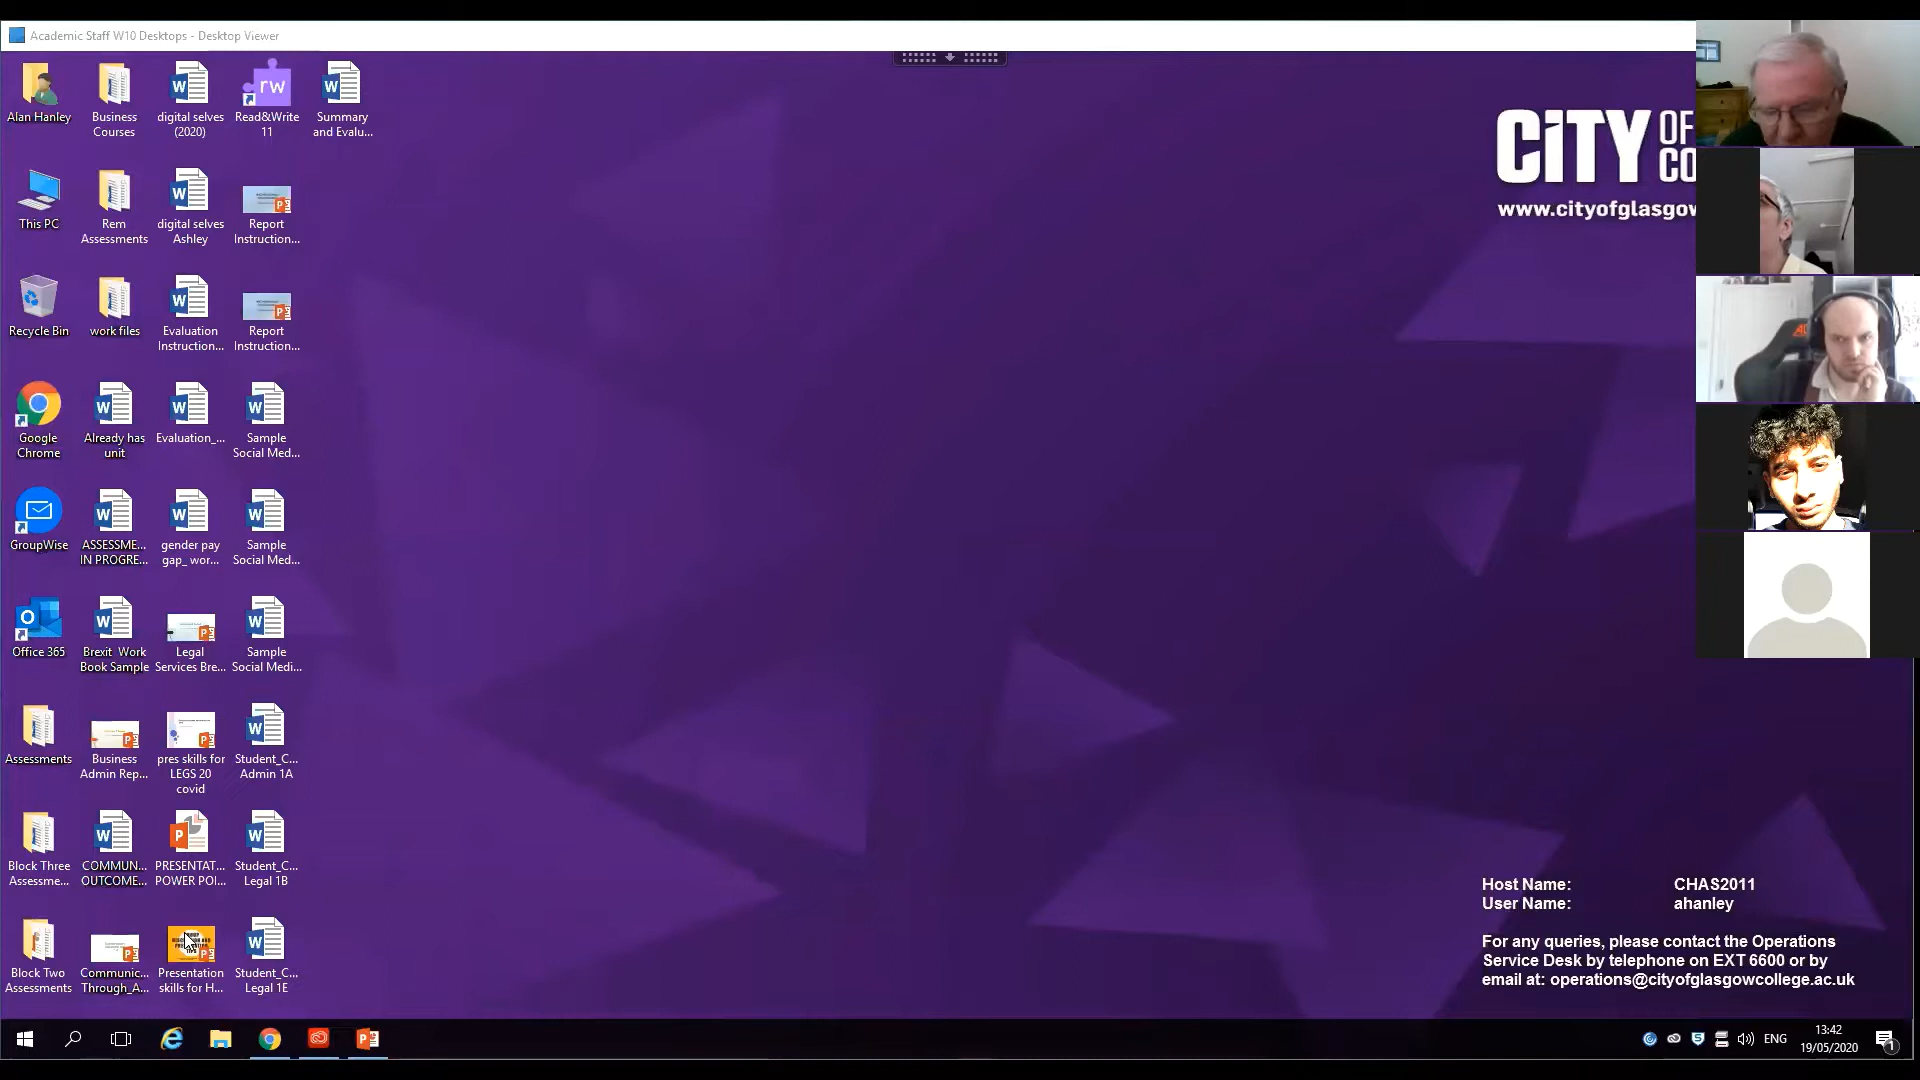 Academic Staff W10 Desktops - Desktop Viewer
Alan Hanley
Business
Courses
digital selves
(2020)
rw
Read&Write
11
Summary
and Evalu...
CiTY OF
CO
www.cityofglasgow
This PC
Rem
Assessments
digital selves
Ashley
Report
Instruction...
Recycle Bin
work files
Evaluation
Instruction...
Report
Instruction...
Google
Chrome
Already has
unit
Evaluation_...
Sample
Social Med...
GroupWise
ASSESSME...
IN PROGRE...
gender pay
gap_ wor...
Sample
Social Med...
Office 365
Brexit Work
Book Sample
Legal
Services Bre...
Sample
Social Medi...
Assessments
Business
Admin Rep...
pres skills for
LEGS 20
covid
Student_C...
Admin 1A
Block Three
Assessme...
COMMUN...
OUTCOME...
PRESENTAT...
POWER POI...
Student_C...
Legal 1B
Block Two
Assessments
Communic...
Through_A...
Presentation
skills for H...
Student_C...
Legal 1E
Host Name: CHAS2011
User Name: ahanley
For any queries, please contact the Operations
Service Desk by telephone on EXT 6600 or by
email at: operations@cityofglasgowcollege.ac.uk
ENG
13:42
19/05/2020
1